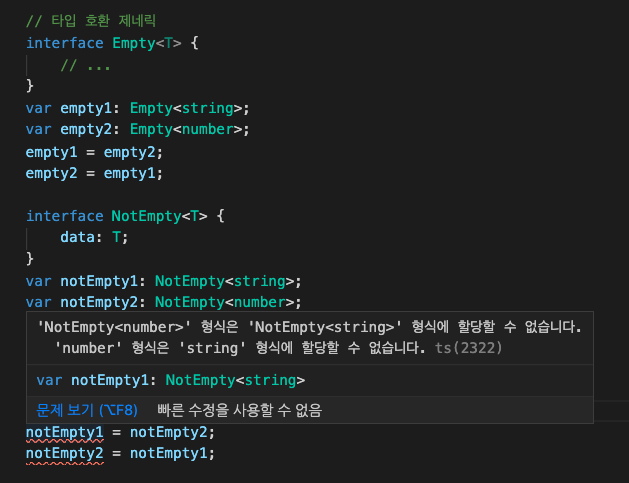 // 타입 호환 제네릭
interface Empty<T> {
    // ...
}
var empty1: Empty<string>;
var empty2: Empty<number>;
empty1 = empty2;
empty2 = empty1;

interface NotEmpty<T> {
    data: T;
}
var notEmpty1: NotEmpty<string>;
var notEmpty2: NotEmpty<number>;
'NotEmpty<number>' 형식은 'NotEmpty<string>' 형식에 할당할 수 없습니다.
  'number' 형식은 'string' 형식에 할당할 수 없습니다. ts(2322)
var notEmpty1: NotEmpty<string>
문제 보기 (⌥F8) 빠른 수정을 사용할 수 없음
notEmpty1 = notEmpty2;
notEmpty2 = notEmpty1;